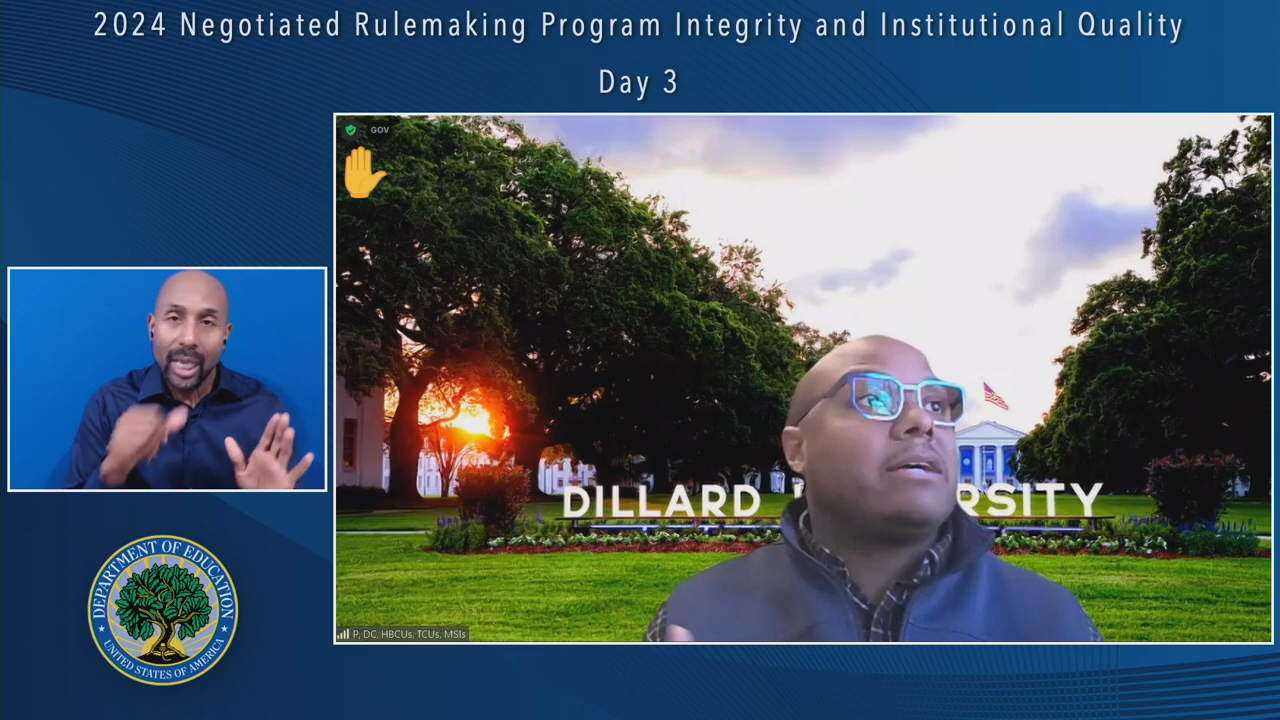 2024 Negotiated Rulemaking Program Integrity and Institutional Quality
Day 3
GOV
DILLARD RSITY
P, DC, HBCUs, TCUs, MSIs
DEPARTMENT OF EDUCATION
UNITED STATES OF AMERICA